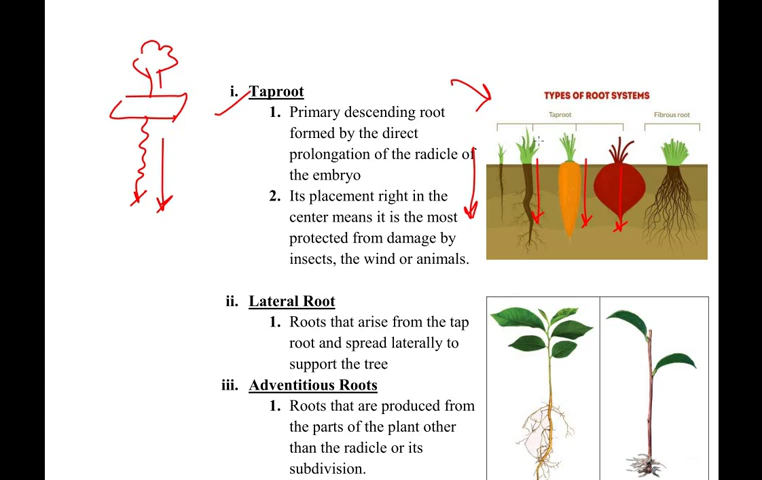 i. Taproot
1. Primary descending root
formed by the direct
prolongation of the radicle of
the embryo
2. Its placement right in the
center means it is the most
protected from damage by
insects, the wind or animals.
TYPES OF ROOT SYSTEMS
Taproot
Fibrous root
ii. Lateral Root
1. Roots that arise from the tap
root and spread laterally to
support the tree
iii. Adventitious Roots
1. Roots that are produced from
the parts of the plant other
than the radicle or its
subdivision.